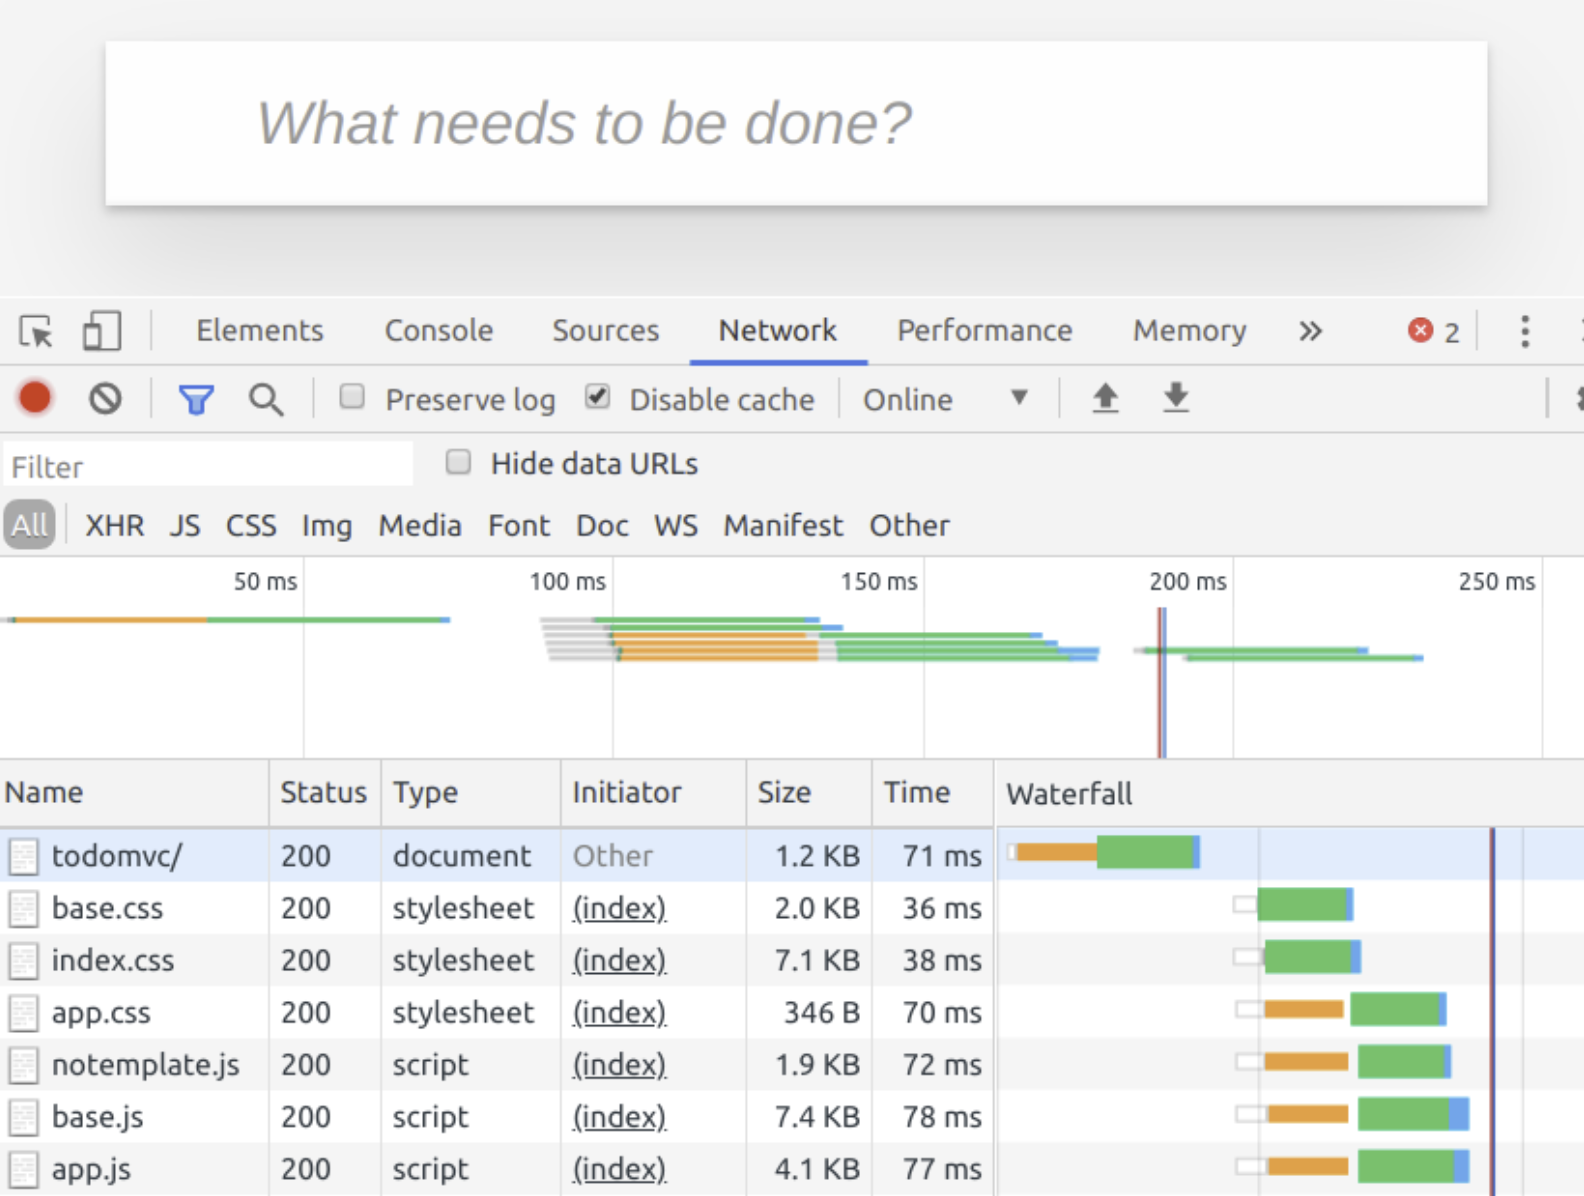 What needs to be done?
Elements Console Sources Network Performance Memory » 2
Preserve log Disable cache Online
Filter Hide data URLs
All XHR JS CSS Img Media Font Doc WS Manifest Other
50 ms 100 ms 150 ms 200 ms 250 ms
Name Status Type Initiator Size Time Waterfall
todomvc/ 200 document Other 1.2 KB 71 ms
base.css 200 stylesheet (index) 2.0 KB 36 ms
index.css 200 stylesheet (index) 7.1 KB 38 ms
app.css 200 stylesheet (index) 346 B 70 ms
notemplate.js 200 script (index) 1.9 KB 72 ms
base.js 200 script (index) 7.4 KB 78 ms
app.js 200 script (index) 4.1 KB 77 ms